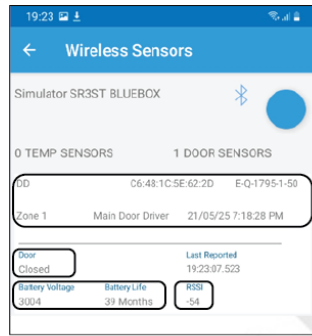 19:23
Wireless Sensors
Simulator SR3ST BLUEBOX
0 TEMP SENSORS 1 DOOR SENSORS
DD C6:48:1C:5E:62:2D E-Q-1795-1-50
Zone 1 Main Door Driver 21/05/25 7:18:28 PM
Door Last Reported
Closed 19:23:07.523
Battery Voltage Battery Life RSSI
3004 39 Months -54